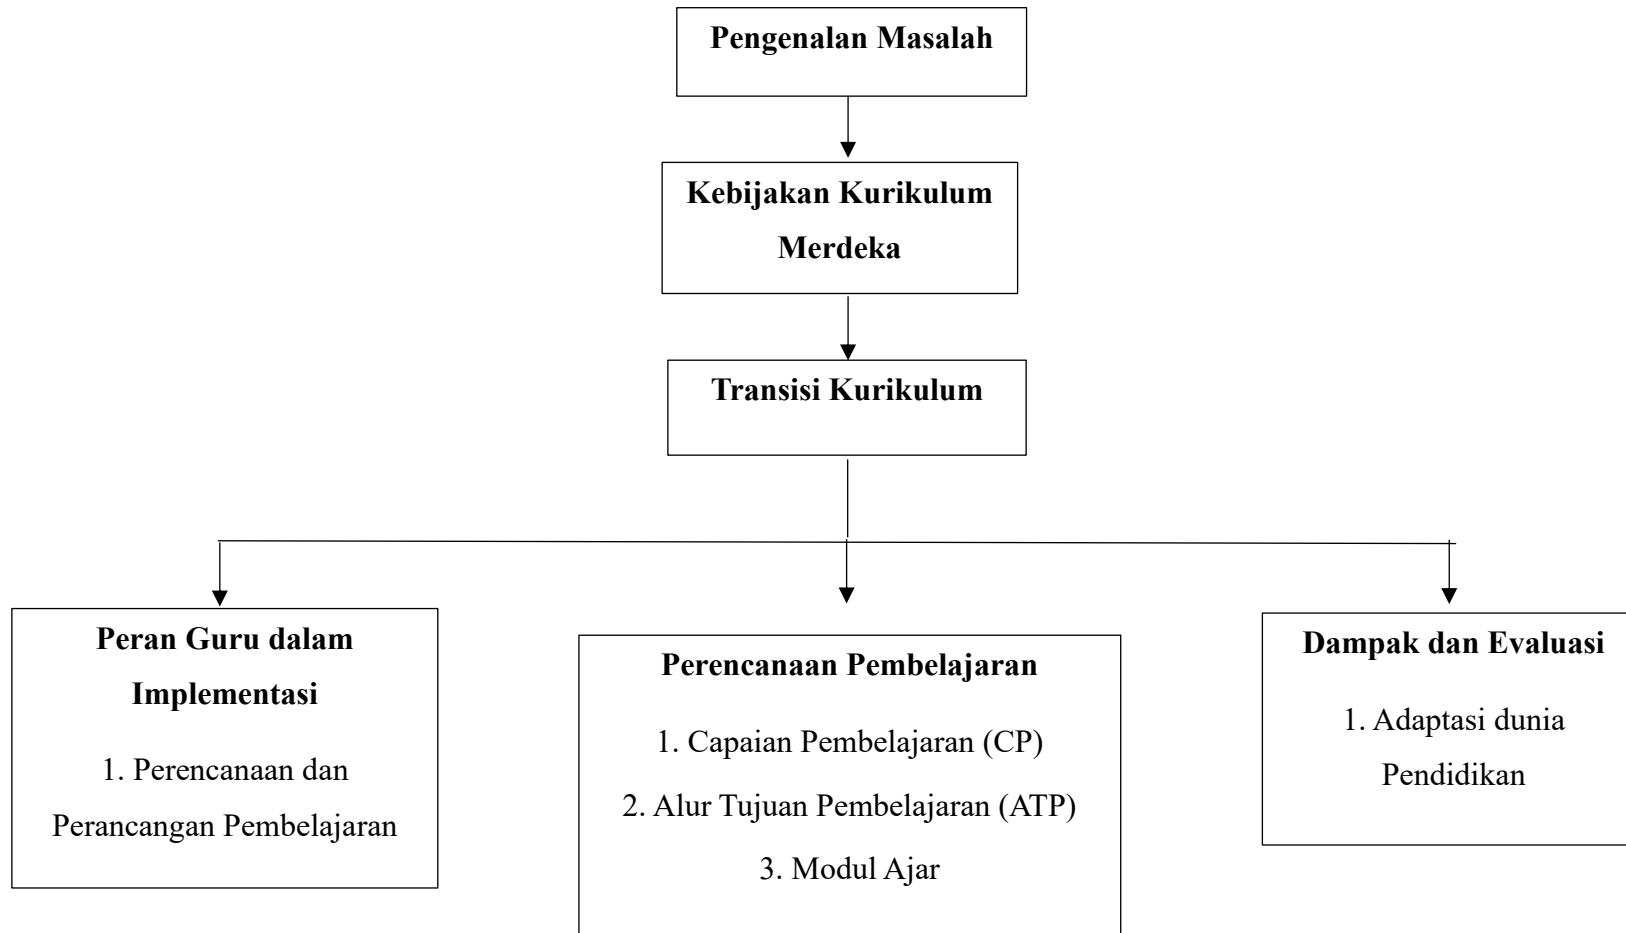 Pengenalan Masalah
Kebijakan Kurikulum
Merdeka
Transisi Kurikulum
Peran Guru dalam
Implementasi
1. Perencanaan dan
Perancangan Pembelajaran
Perencanaan Pembelajaran
1. Capaian Pembelajaran (CP)
2. Alur Tujuan Pembelajaran (ATP)
3. Modul Ajar
Dampak dan Evaluasi
1. Adaptasi dunia
Pendidikan